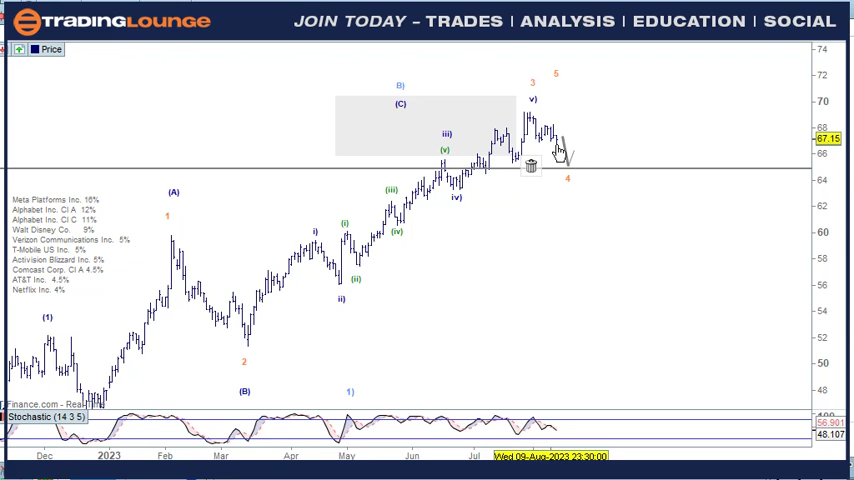 TRADINGLOUNGE
JOIN TODAY - TRADES | ANALYSIS | EDUCATION | SOCIAL
Price
74
70
68
67.15
66
64
62
60
58
56
54
52
50
48
B)
(C)
3
5
v)
iii)
(v)
4
(A)
1
(iii)
iv)
(iv)
i)
(i)
(ii)
ii)
(1)
2
(B)
1)
Meta Platforms Inc. 16%
Alphabet Inc. Cl A 12%
Alphabet Inc. Cl C 11%
Walt Disney Co. 9%
Verizon Communications Inc. 5%
T-Mobile US Inc. 5%
Activision Blizzard Inc. 5%
Comcast Corp. Cl A 4.5%
AT&T Inc. 4.5%
Netflix Inc. 4%
Finance.com - Real-Time
Stochastic (14 3 5)
56.901
48.107
Dec 2023 Feb Mar Apr May Jun Jul Wed 09-Aug-2023 23:30:00